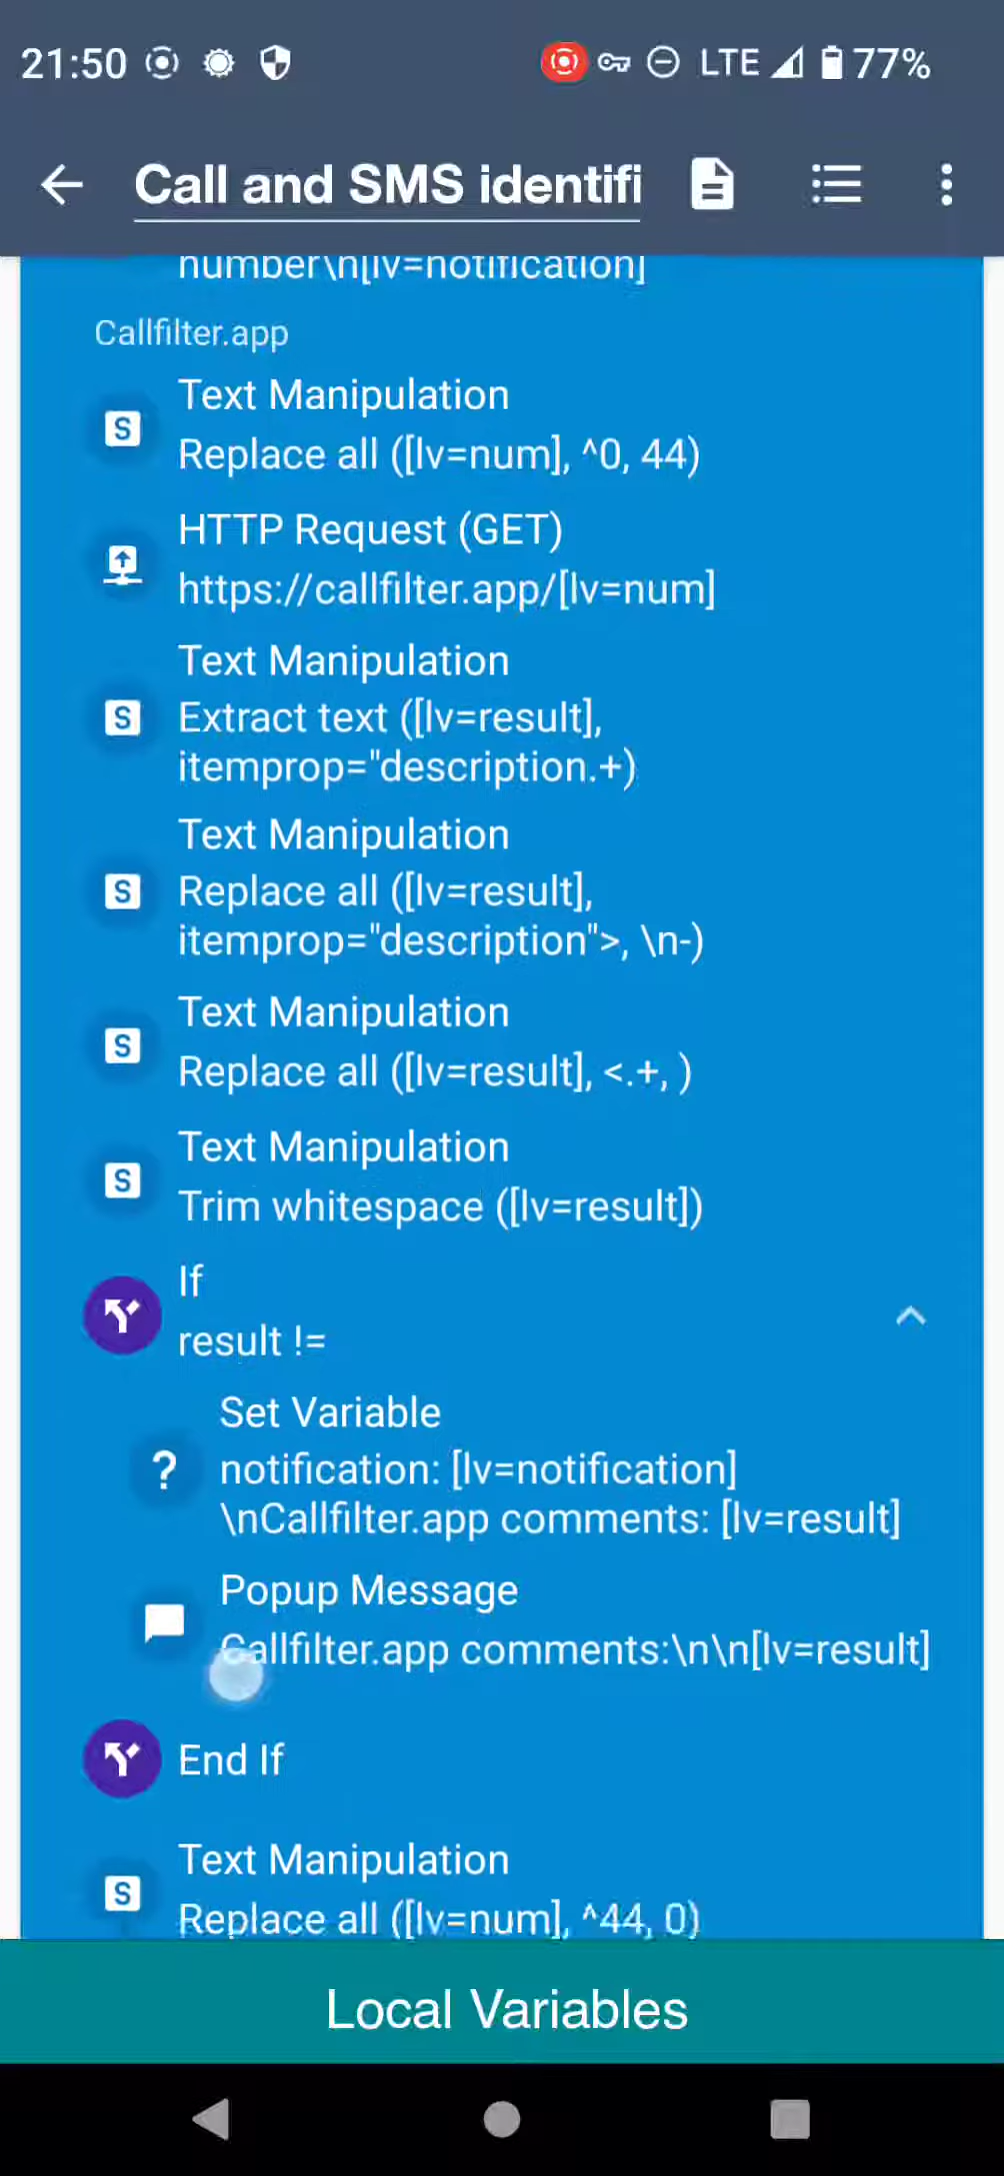 21:50 LTE 77%
Call and SMS identifi
number\n[lv=notification]
Callfilter.app
Text Manipulation
Replace all ([lv=num], ^0, 44)
HTTP Request (GET)
https://callfilter.app/[lv=num]
Text Manipulation
Extract text ([lv=result],
itemprop="description.+)
Text Manipulation
Replace all ([lv=result],
itemprop="description">, \n-)
Text Manipulation
Replace all ([lv=result], <.+, )
Text Manipulation
Trim whitespace ([lv=result])
If
result !=
Set Variable
notification: [lv=notification]
\nCallfilter.app comments: [lv=result]
Popup Message
Callfilter.app comments:\n\n[lv=result]
End If
Text Manipulation
Replace all ([lv=num], ^44, 0)
Local Variables